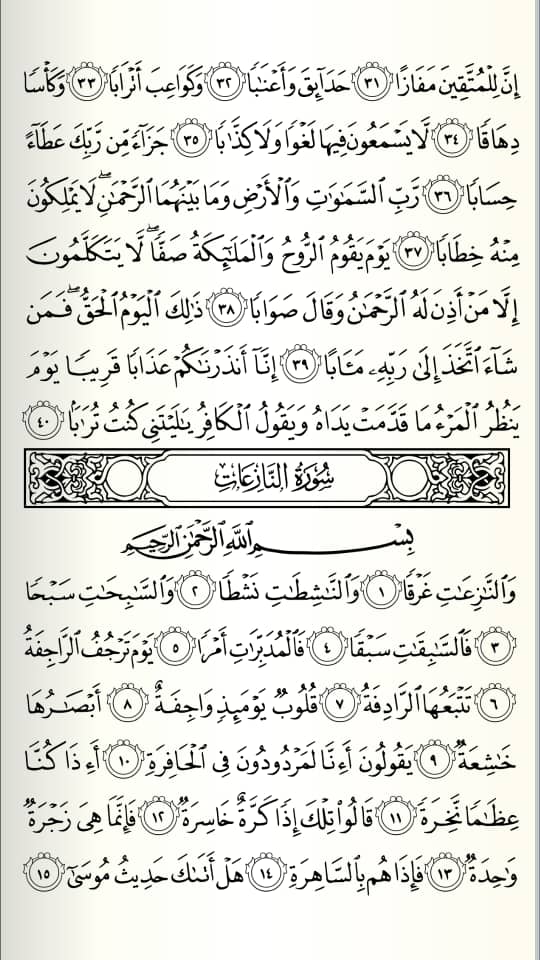 إِنَّ لِلْمُتَّقِينَ مَفَازًا ٣١ حَدَآئِقَ وَأَعْنَٰبًا ٣٢ وَكَوَاعِبَ أَتْرَابًا ٣٣ وَكَأْسًا
دِهَاقًا ٣٤ لَّا يَسْمَعُونَ فِيهَا لَغْوًا وَلَا كِذَّٰبًا ٣٥ جَزَآءً مِّن رَّبِّكَ عَطَآءً
حِسَابًا ٣٦ رَّبِّ ٱلسَّمَٰوَٰتِ وَٱلْأَرْضِ وَمَا بَيْنَهُمَا ٱلرَّحْمَٰنِ ۖ لَا يَمْلِكُونَ
مِنْهُ خِطَابًا ٣٧ يَوْمَ يَقُومُ ٱلرُّوحُ وَٱلْمَلَٰٓئِكَةُ صَفًّا ۖ لَّا يَتَكَلَّمُونَ
إِلَّا مَنْ أَذِنَ لَهُ ٱلرَّحْمَٰنُ وَقَالَ صَوَابًا ٣٨ ذَٰلِكَ ٱلْيَوْمُ ٱلْحَقُّ ۖ فَمَن
شَآءَ ٱتَّخَذَ إِلَىٰ رَبِّهِۦ مَـَٔابًا ٣٩ إِنَّآ أَنذَرْنَٰكُمْ عَذَابًا قَرِيبًا يَوْمَ
يَنظُرُ ٱلْمَرْءُ مَا قَدَّمَتْ يَدَاهُ وَيَقُولُ ٱلْكَافِرُ يَٰلَيْتَنِى كُنتُ تُرَٰبًۢا ٤٠
سُورَةُ النَّازِعَاتِ
بِسْمِ ٱللَّهِ ٱلرَّحْمَٰنِ ٱلرَّحِيمِ
وَٱلنَّٰزِعَٰتِ غَرْقًا ١ وَٱلنَّٰشِطَٰتِ نَشْطًا ٢ وَٱلسَّٰبِحَٰتِ سَبْحًا
٣ فَٱلسَّٰبِقَٰتِ سَبْقًا ٤ فَٱلْمُدَبِّرَٰتِ أَمْرًا ٥ يَوْمَ تَرْجُفُ ٱلرَّاجِفَةُ
٦ تَتْبَعُهَا ٱلرَّادِفَةُ ٧ قُلُوبٌ يَوْمَئِذٍ وَاجِفَةٌ ٨ أَبْصَٰرُهَا
خَٰشِعَةٌ ٩ يَقُولُونَ أَءِنَّا لَمَرْدُودُونَ فِى ٱلْحَافِرَةِ ١٠ أَءِذَا كُنَّا
عِظَٰمًا نَّخِرَةً ١١ قَالُوا۟ تِلْكَ إِذًا كَرَّةٌ خَاسِرَةٌ ١٢ فَإِنَّمَا هِىَ زَجْرَةٌ
وَٰحِدَةٌ ١٣ فَإِذَا هُم بِٱلسَّاهِرَةِ ١٤ هَلْ أَتَىٰكَ حَدِيثُ مُوسَىٰٓ ١٥